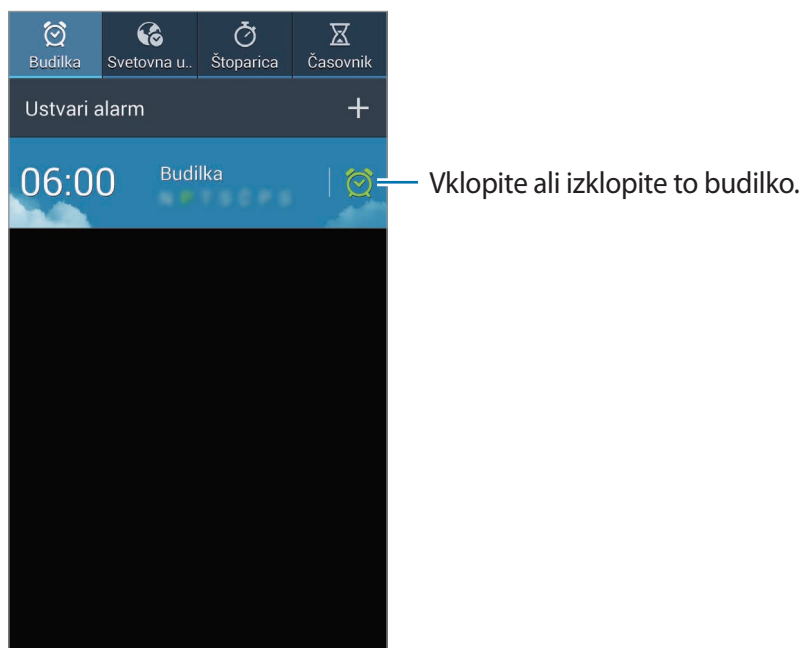 Budilka
Svetovna u..
Štoparica
Časovnik
Ustvari alarm
06:00
Budilka
Vklopite ali izklopite to budilko.